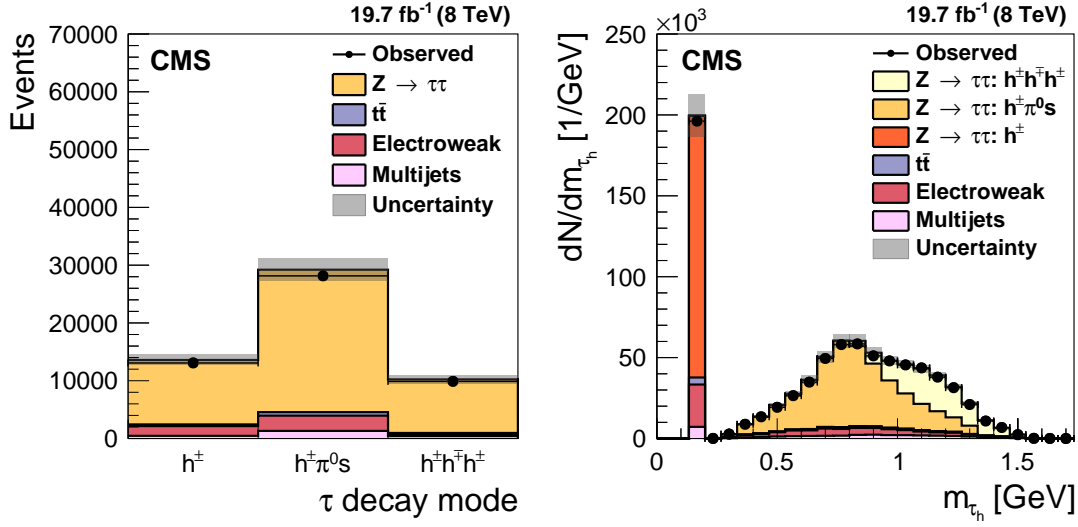 19.7 fb⁻¹ (8 TeV)
Events
70000
60000
50000
40000
30000
20000
10000
0
CMS
Observed
Z → ττ
tt̄
Electroweak
Multijets
Uncertainty
h± h±π⁰s h±h∓h±
τ decay mode
19.7 fb⁻¹ (8 TeV)
×10³
dN/dm_τh [1/GeV]
250
200
150
100
50
0
CMS
Observed
Z → ττ: h±h∓h±
Z → ττ: h±π⁰s
Z → ττ: h±
tt̄
Electroweak
Multijets
Uncertainty
0 0.5 1 1.5
m_τh [GeV]